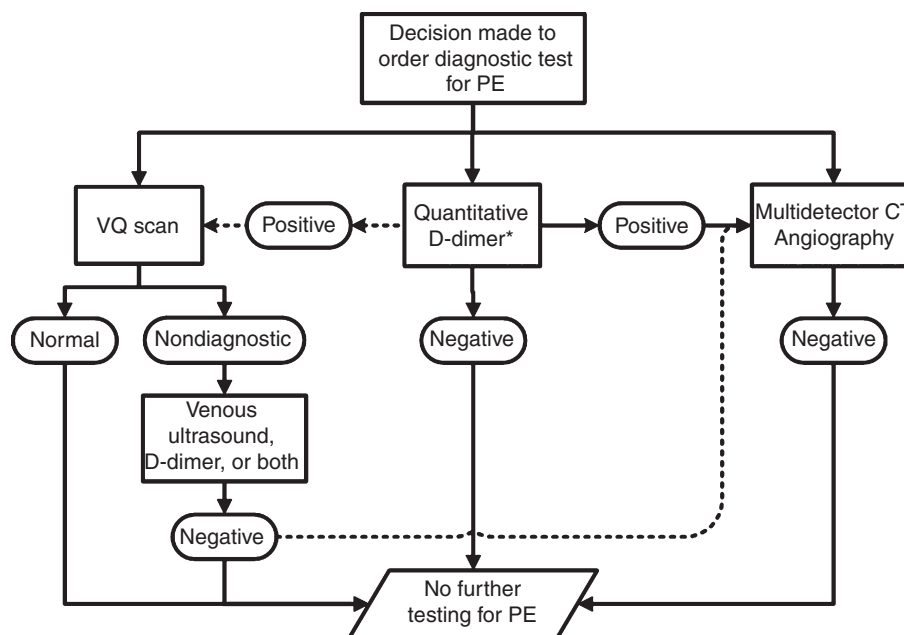 Decision made to
order diagnostic test
for PE
VQ scan
Positive
Quantitative
D-dimer*
Positive
Multidetector CT
Angiography
Normal
Nondiagnostic
Negative
Negative
Venous
ultrasound,
D-dimer, or both
Negative
No further
testing for PE